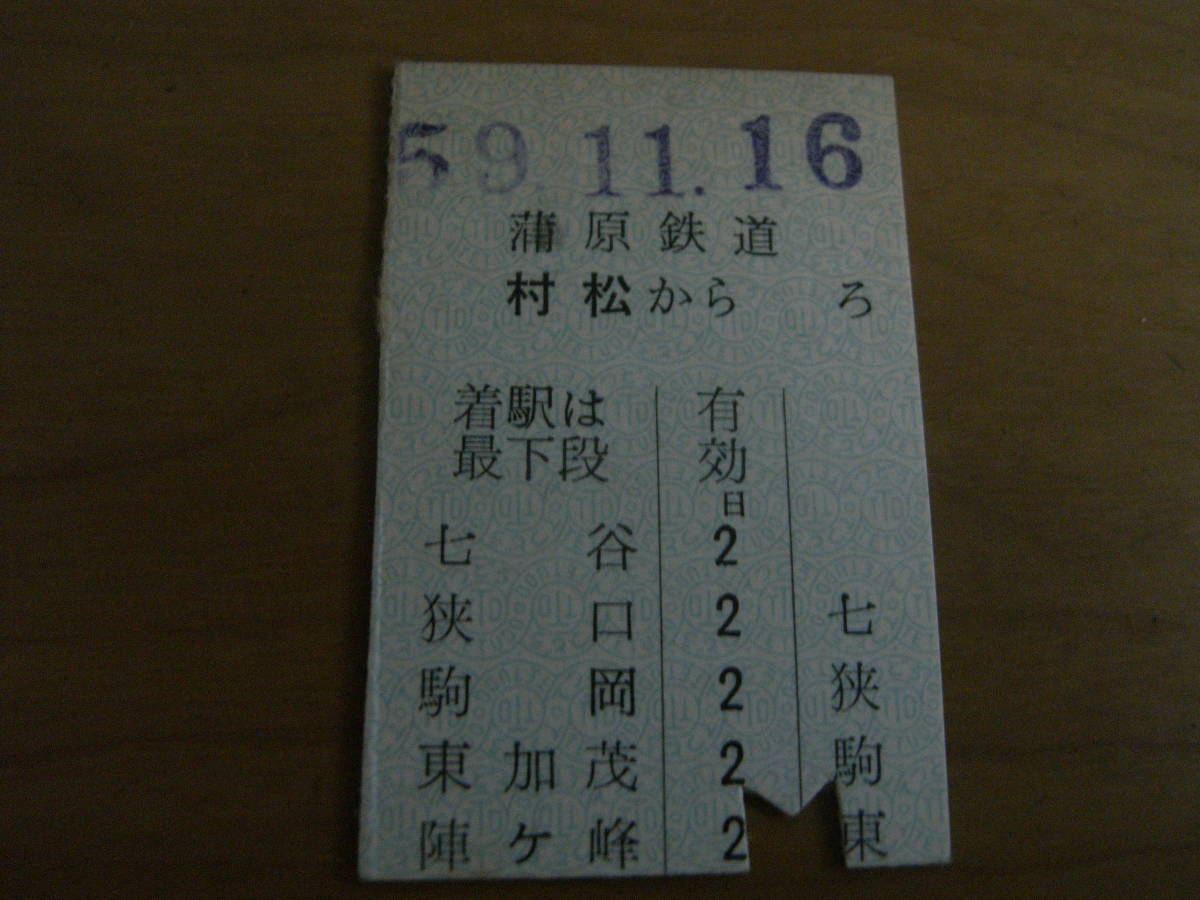 59.11.16
蒲原鉄道
村松から ろ
着駅は 有
最下段 効
日
七谷 2
狭口 2 七
駒岡 2 狭
東加茂 2 駒
陣ケ峰 2 東